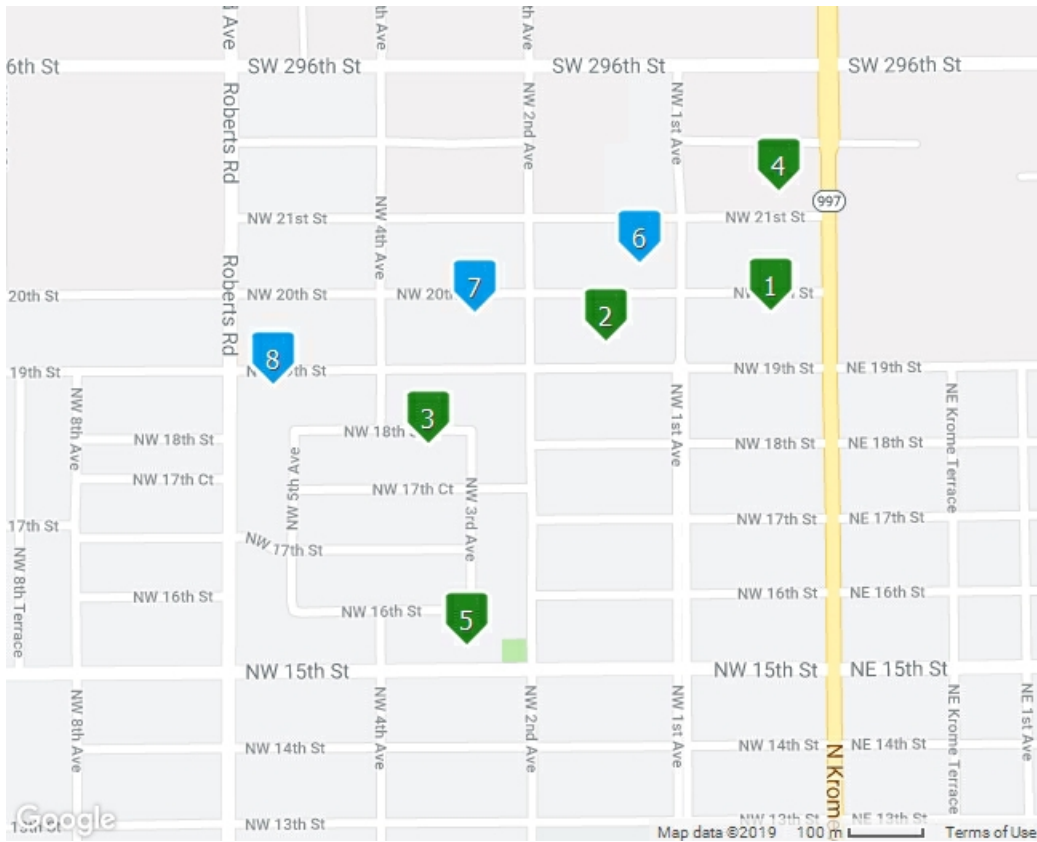 d Ave
th Ave
th Ave
6th St
SW 296th St
SW 296th St
SW 296th St
Roberts Rd
NW 2nd Ave
NW 1st Ave
4
997
NW 4th Ave
NW 21st St
NW 21st St
6
Roberts Rd
20th St
NW 20th St
NW 20t
7
2
1
8
19th St
NW 19th St
NE 19th St
NW 8th Ave
3
NW 1st Ave
NE Krome Terrace
NW 18th St
NW 18th S
NW 18th St
NE 18th St
NW 5th Ave
NW 17th Ct
NW 17th Ct
NW 3rd Ave
17th St
NW 17th St
NW 17th St
NE 17th St
NW 8th Terrace
NW 16th St
NW 16th St
5
NW 16th St
NE 16th St
NW 15th St
NW 15th St
NE 15th St
NW 8th Ave
NW 4th Ave
NW 2nd Ave
NW 1st Ave
NE Krome Terrace
NE 1st Ave
NW 14th St
NW 14th St
NE 14th St
N Krome
Google
13th St
NW 13th St
NW 13th St
NE 13th St
Map data ©2019
100 m
Terms of Use